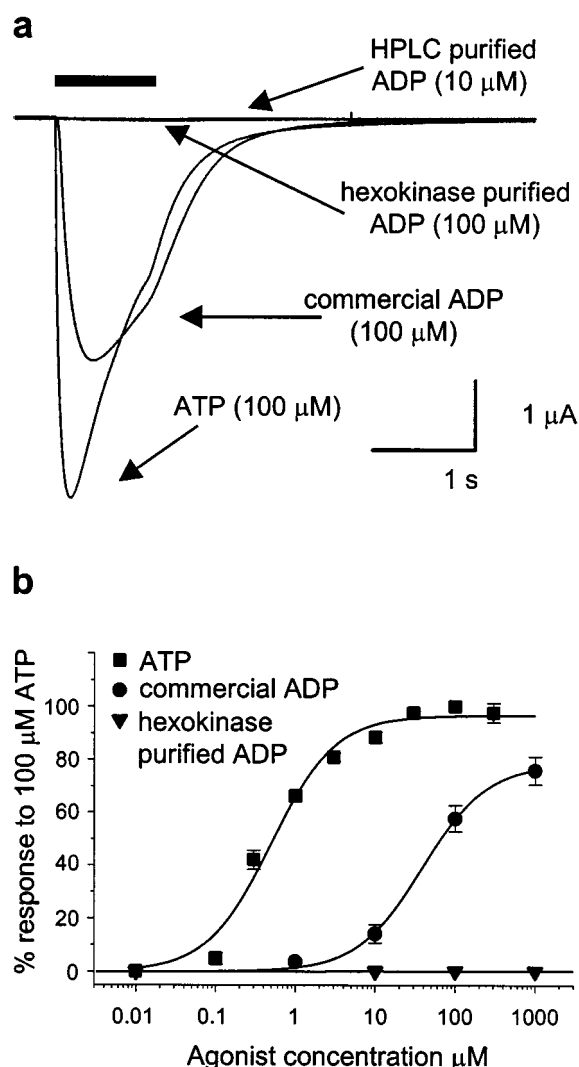 a
HPLC purified
ADP (10 μM)
hexokinase purified
ADP (100 μM)
commercial ADP
(100 μM)
ATP (100 μM)
1 μA
1 s
b
% response to 100 μM ATP
ATP
commercial ADP
hexokinase
purified ADP
100
80
60
40
20
0
0.01 0.1 1 10 100 1000
Agonist concentration μM